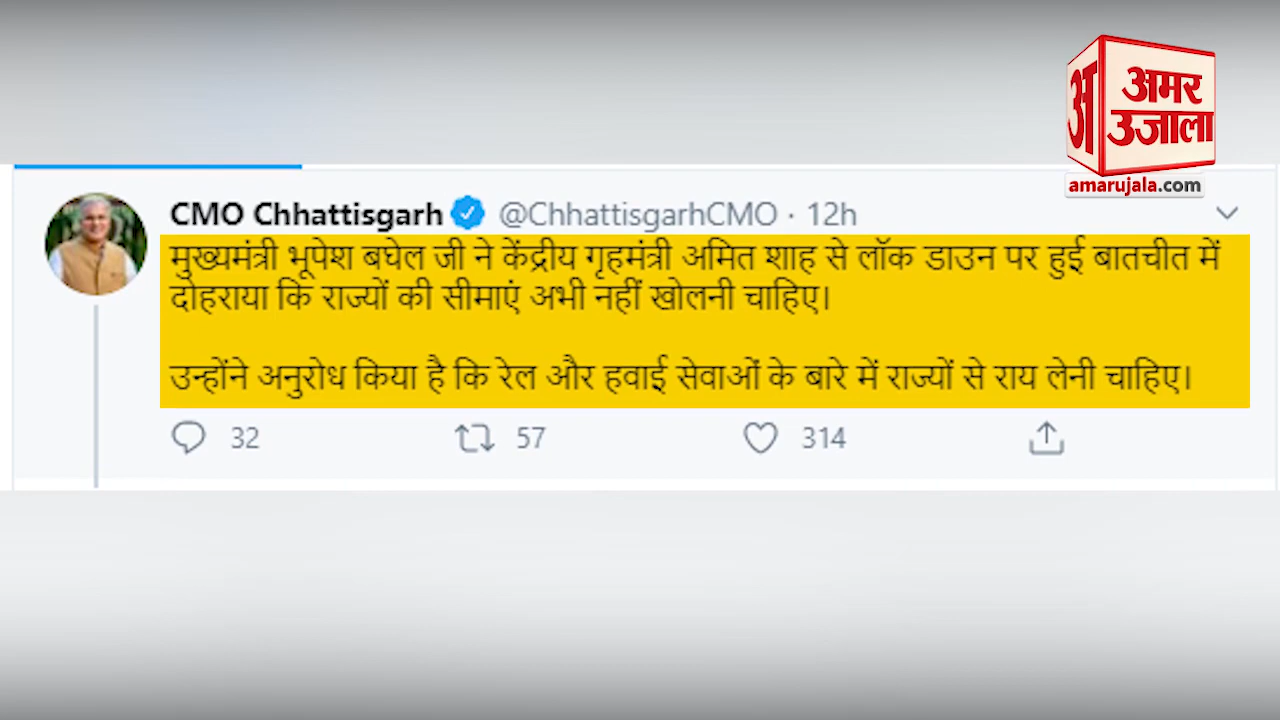 अ
अमर
उजाला
amarujala.com
CMO Chhattisgarh @ChhattisgarhCMO · 12h
मुख्यमंत्री भूपेश बघेल जी ने केंद्रीय गृहमंत्री अमित शाह से लॉक डाउन पर हुई बातचीत में
दोहराया कि राज्यों की सीमाएं अभी नहीं खोलनी चाहिए।
उन्होंने अनुरोध किया है कि रेल और हवाई सेवाओं के बारे में राज्यों से राय लेनी चाहिए।
32 57 314